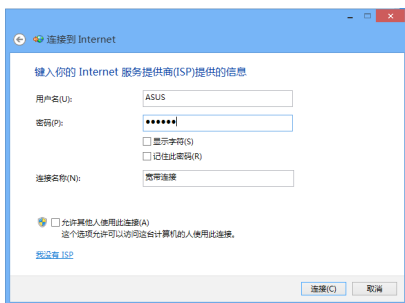 连接到 Internet
键入你的 Internet 服务提供商(ISP)提供的信息
用户名(U):
ASUS
密码(P):
●●●●●●
显示字符(S)
记住此密码(R)
连接名称(N):
宽带连接
允许其他人使用此连接(A)
这个选项允许可以访问这台计算机的人使用此连接。
我没有 ISP
连接(C) 取消